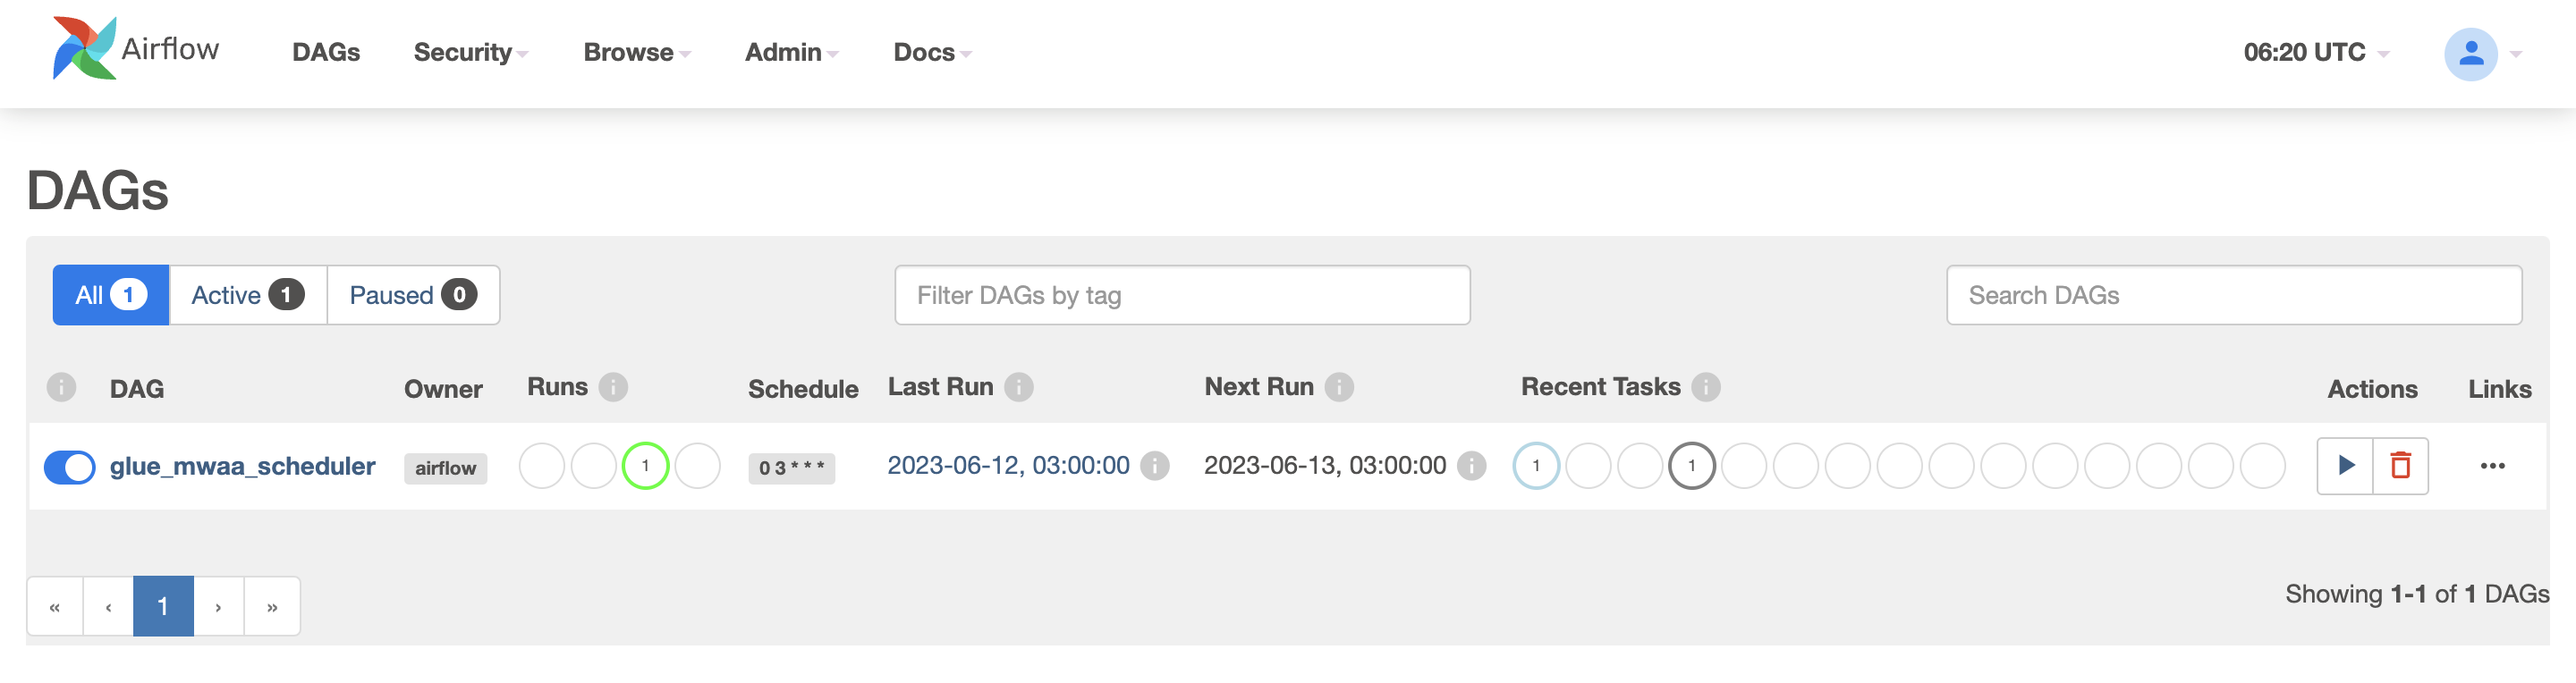 Airflow DAGs Security Browse Admin Docs 06:20 UTC
DAGs
All 1 Active 1 Paused 0 Filter DAGs by tag Search DAGs
i DAG Owner Runs i Schedule Last Run i Next Run i Recent Tasks i Actions Links
glue_mwaa_scheduler airflow 1 0 3 * * * 2023-06-12, 03:00:00 i 2023-06-13, 03:00:00 i 1 1 •••
« ‹ 1 › » Showing 1-1 of 1 DAGs